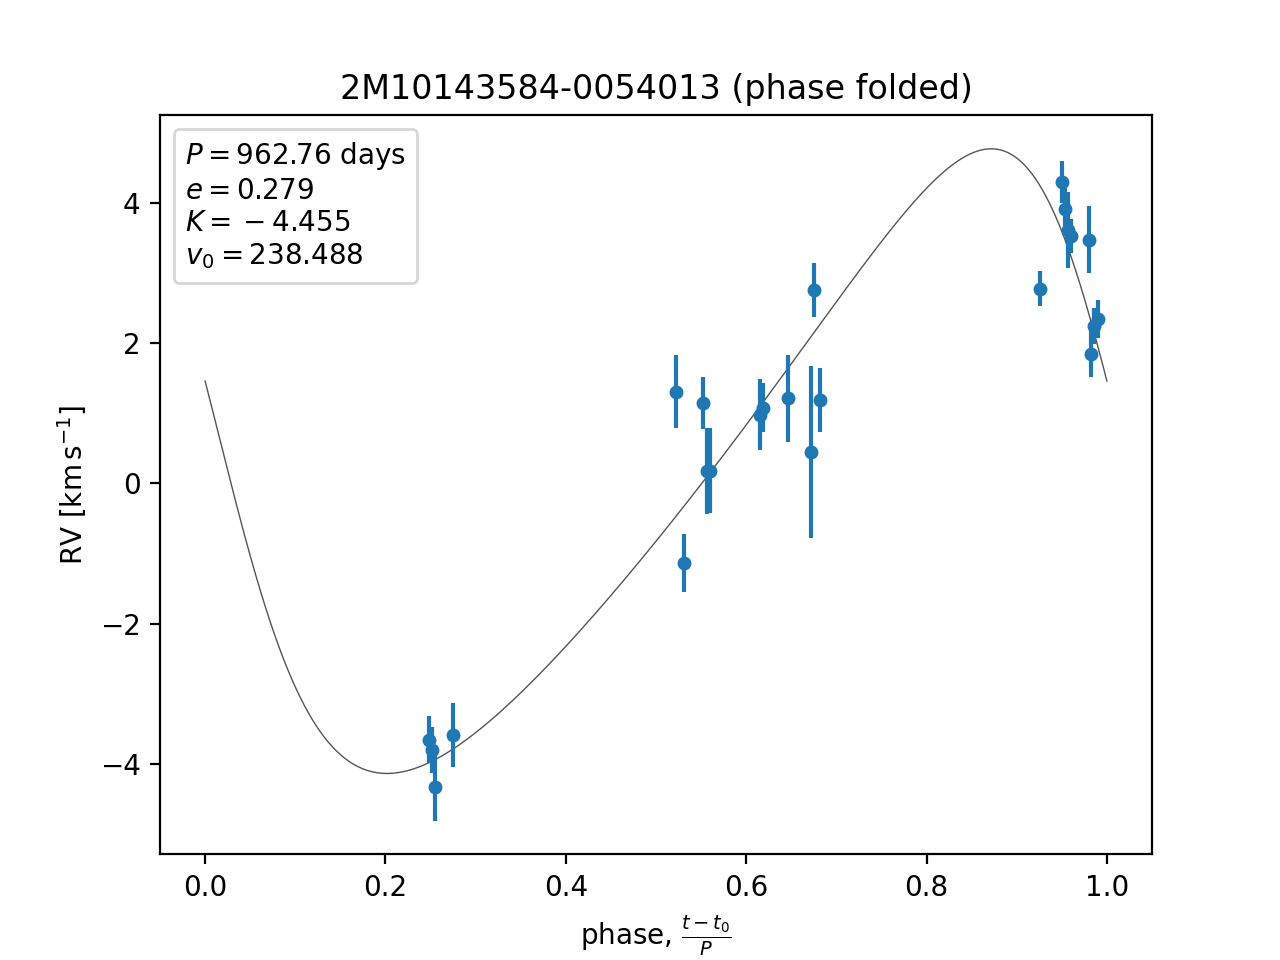 2M10143584-0054013 (phase folded)
P = 962.76 days
e = 0.279
K = −4.455
v₀ = 238.488
4
2
0
−2
−4
RV [km s⁻¹]
0.0 0.2 0.4 0.6 0.8 1.0
phase, (t − t₀)/P